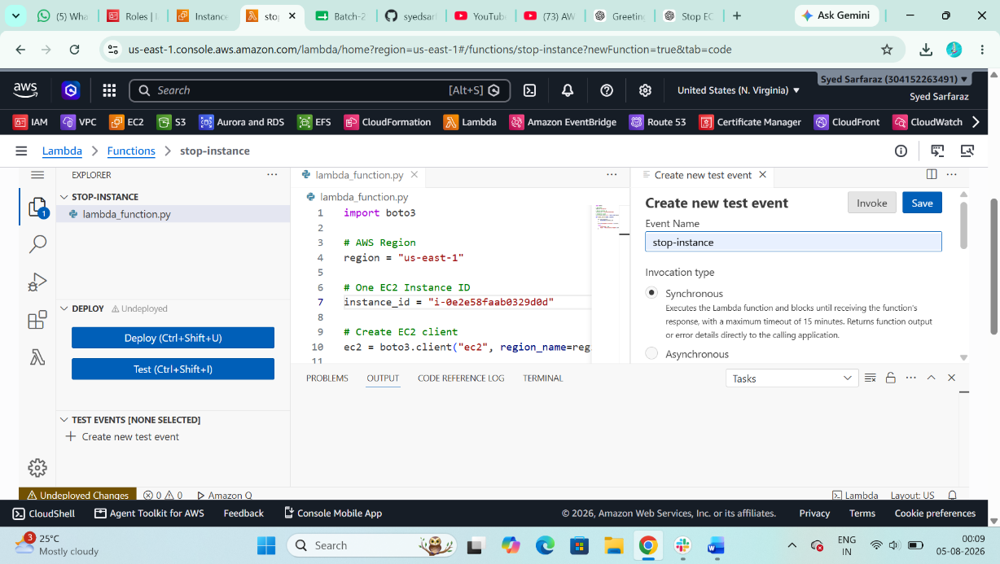 (5) Wha
Roles | I
Instance
sto
Batch-2
syedsar
YouTub
(73) AW
Greeting
Stop EC
Ask Gemini
us-east-1.console.aws.amazon.com/lambda/home?region=us-east-1#/functions/stop-instance?newFunction=true&tab=code
aws
Search
[Alt+S]
United States (N. Virginia)
Syed Sarfaraz (304152263491)
Syed Sarfaraz
IAM
VPC
EC2
S3
Aurora and RDS
EFS
CloudFormation
Lambda
Amazon EventBridge
Route 53
Certificate Manager
CloudFront
CloudWatch
Lambda
Functions
stop-instance
EXPLORER
STOP-INSTANCE
lambda_function.py
1
DEPLOY
Undeployed
Deploy (Ctrl+Shift+U)
Test (Ctrl+Shift+I)
TEST EVENTS [NONE SELECTED]
Create new test event
lambda_function.py
lambda_function.py
1 import boto3
2
3 # AWS Region
4 region = "us-east-1"
5
6 # One EC2 Instance ID
7 instance_id = "i-0e2e58faab0329d0d"
8
9 # Create EC2 client
10 ec2 = boto3.client("ec2", region_name=reg
11
Create new test event
Create new test event
Invoke
Save
Event Name
stop-instance
Invocation type
Synchronous
Executes the Lambda function and blocks until receiving the function's
response, with a maximum timeout of 15 minutes. Returns function output
or error details directly to the calling application.
Asynchronous
PROBLEMS
OUTPUT
CODE REFERENCE LOG
TERMINAL
Tasks
Undeployed Changes
0
0
Amazon Q
Lambda
Layout: US
CloudShell
Agent Toolkit for AWS
Feedback
Console Mobile App
© 2026, Amazon Web Services, Inc. or its affiliates.
Privacy
Terms
Cookie preferences
3
25°C
Mostly cloudy
Search
ENG
IN
00:09
05-08-2026